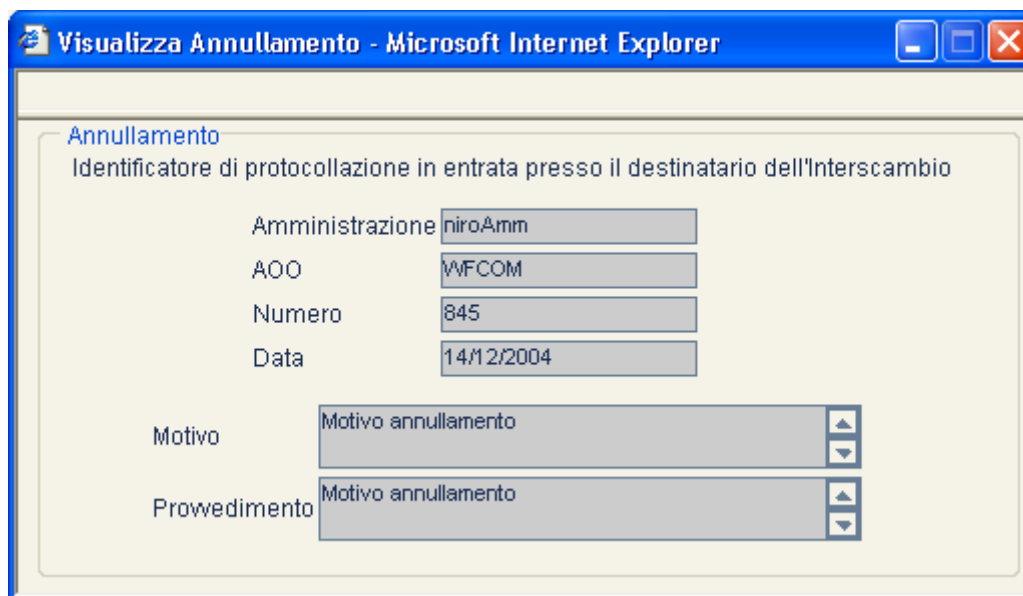 Visualizza Annullamento - Microsoft Internet Explorer
Annullamento
Identificatore di protocollazione in entrata presso il destinatario dell'Interscambio
Amministrazione niroAmm
AOO WFCOM
Numero 845
Data 14/12/2004
Motivo Motivo annullamento
Provvedimento Motivo annullamento